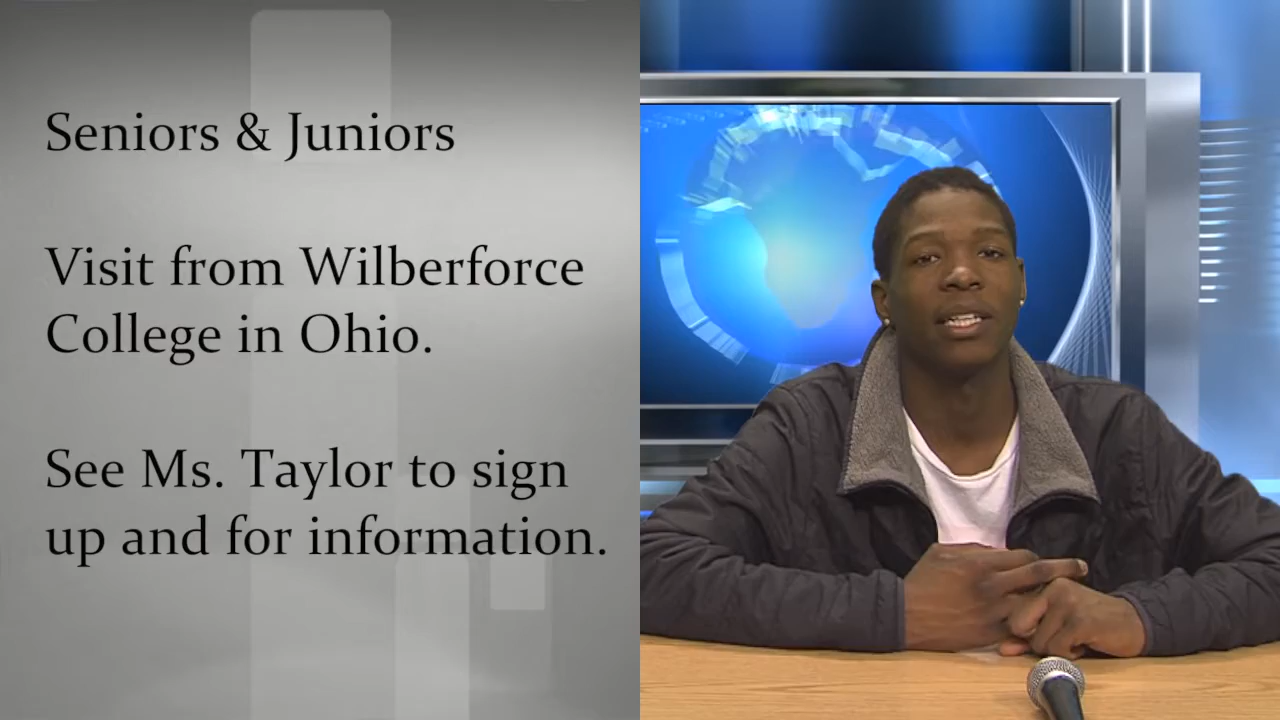 Seniors & Juniors
Visit from Wilberforce
College in Ohio.
See Ms. Taylor to sign
up and for information.